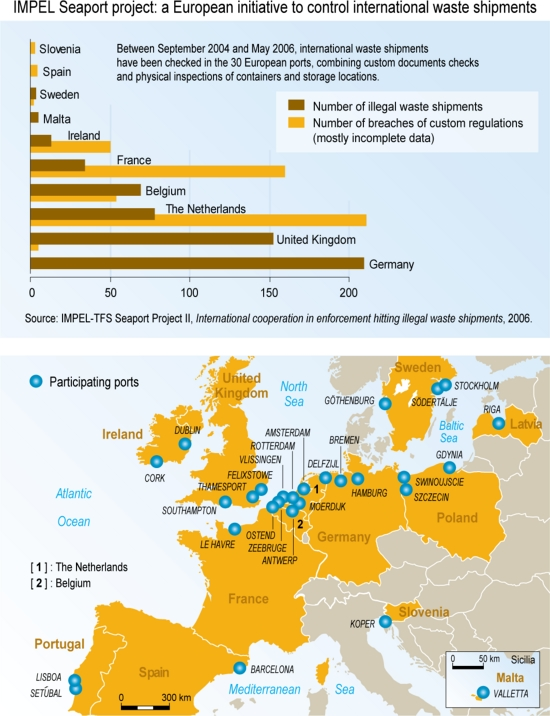 IMPEL Seaport project: a European initiative to control international waste shipments
Slovenia
Between September 2004 and May 2006, international waste shipments
have been checked in the 30 European ports, combining custom documents checks
and physical inspections of containers and storage locations.
Spain
Sweden
Malta
Ireland
France
Belgium
The Netherlands
United Kingdom
Germany
Number of illegal waste shipments
Number of breaches of custom regulations
(mostly incomplete data)
0 50 100 150 200
Source: IMPEL-TFS Seaport Project II, International cooperation in enforcement hitting illegal waste shipments, 2006.
Participating ports
United
Kingdom
North
Sea
Sweden
STOCKHOLM
SÖDERTÄLJE
GÖTHENBURG
RIGA
Latvia
Baltic
Sea
Ireland
DUBLIN
CORK
AMSTERDAM
ROTTERDAM
VLISSINGEN
FELIXSTOWE
THAMESPORT
SOUTHAMPTON
DELFZIJL
BREMEN
HAMBURG
GDYNIA
SWINOUJSCIE
SZCZECIN
Poland
1
MOERDIJK
2
Atlantic
Ocean
LE HAVRE
OSTEND
ZEEBRUGE
ANTWERP
Germany
[ 1 ] : The Netherlands
[ 2 ] : Belgium
France
Slovenia
KOPER
Portugal
LISBOA
SETÚBAL
Spain
BARCELONA
Mediterranean Sea
0 300 km
0 50 km
Sicilia
Malta
VALLETTA